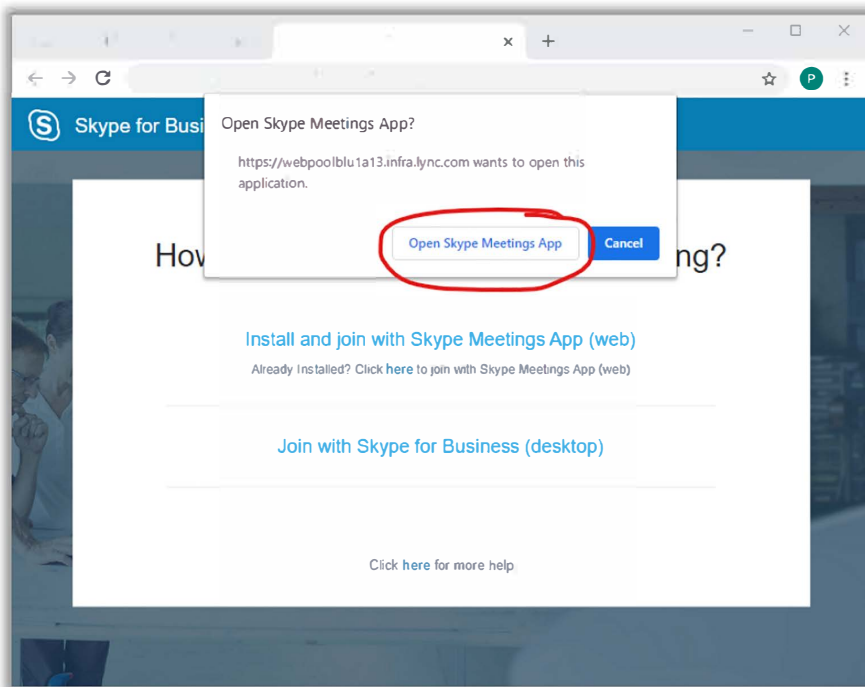 P
S Skype for Busi
Open Skype Meetings App?
https://webpoolblu1a13.infra.lync.com wants to open this
application.
Open Skype Meetings App
Cancel
How
ng?
Install and join with Skype Meetings App (web)
Already Installed? Click here to join with Skype Meetings App (web)
Join with Skype for Business (desktop)
Click here for more help